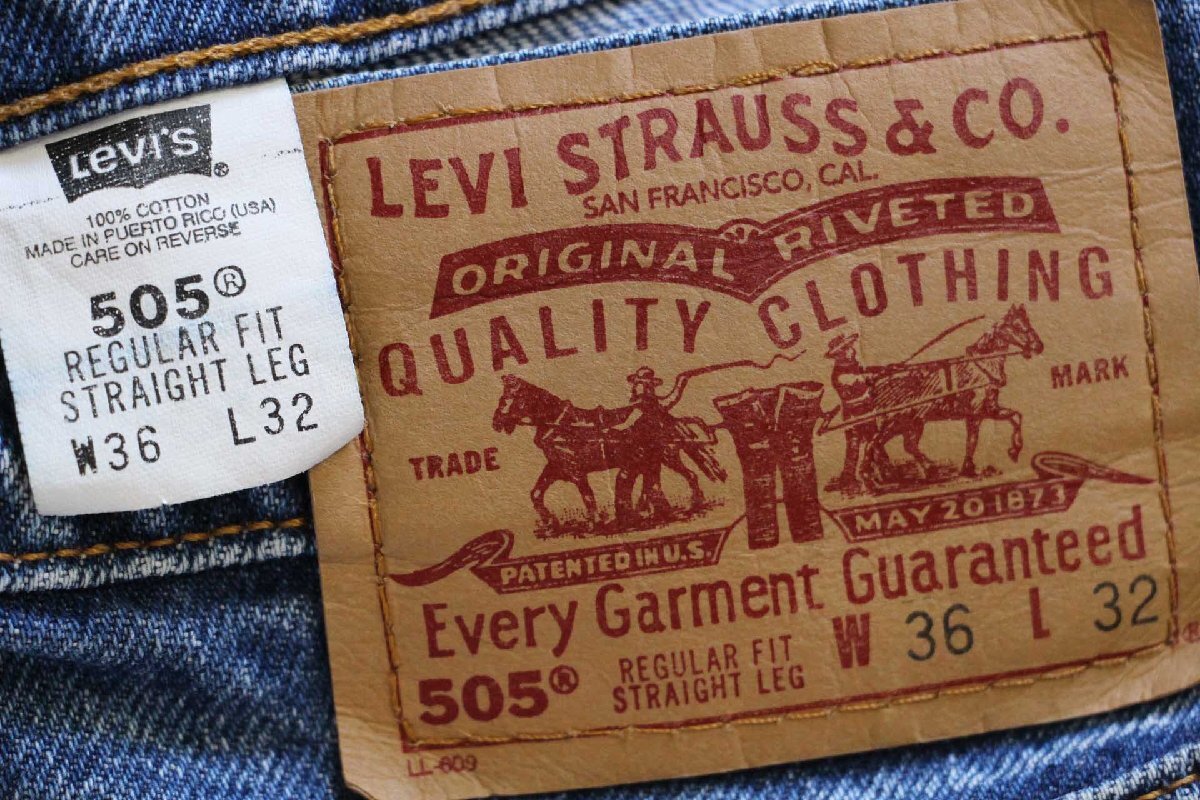 Levi's®
100% COTTON
MADE IN PUERTO RICO (USA)
CARE ON REVERSE
505®
REGULAR FIT
STRAIGHT LEG
W36 L32
LEVI STRAUSS & CO.
SAN FRANCISCO, CAL.
ORIGINAL RIVETED
QUALITY CLOTHING
TRADE MARK
PATENTED IN U.S. MAY 20 1873
Every Garment Guaranteed
505® REGULAR FIT W 36 L 32
STRAIGHT LEG
LL-609
®